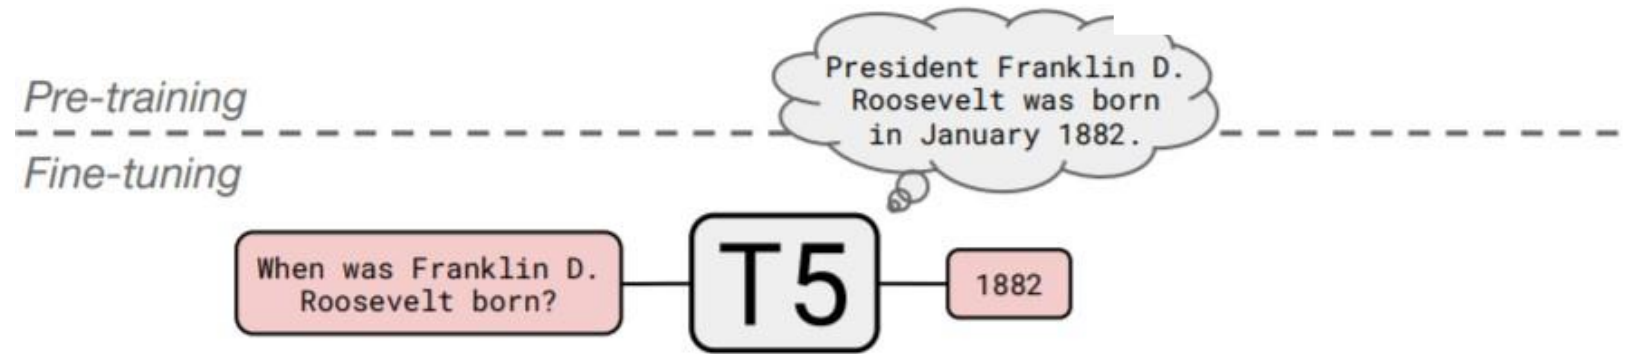 Pre-training
President Franklin D.
Roosevelt was born
in January 1882.
Fine-tuning
When was Franklin D.
Roosevelt born?
T5
1882